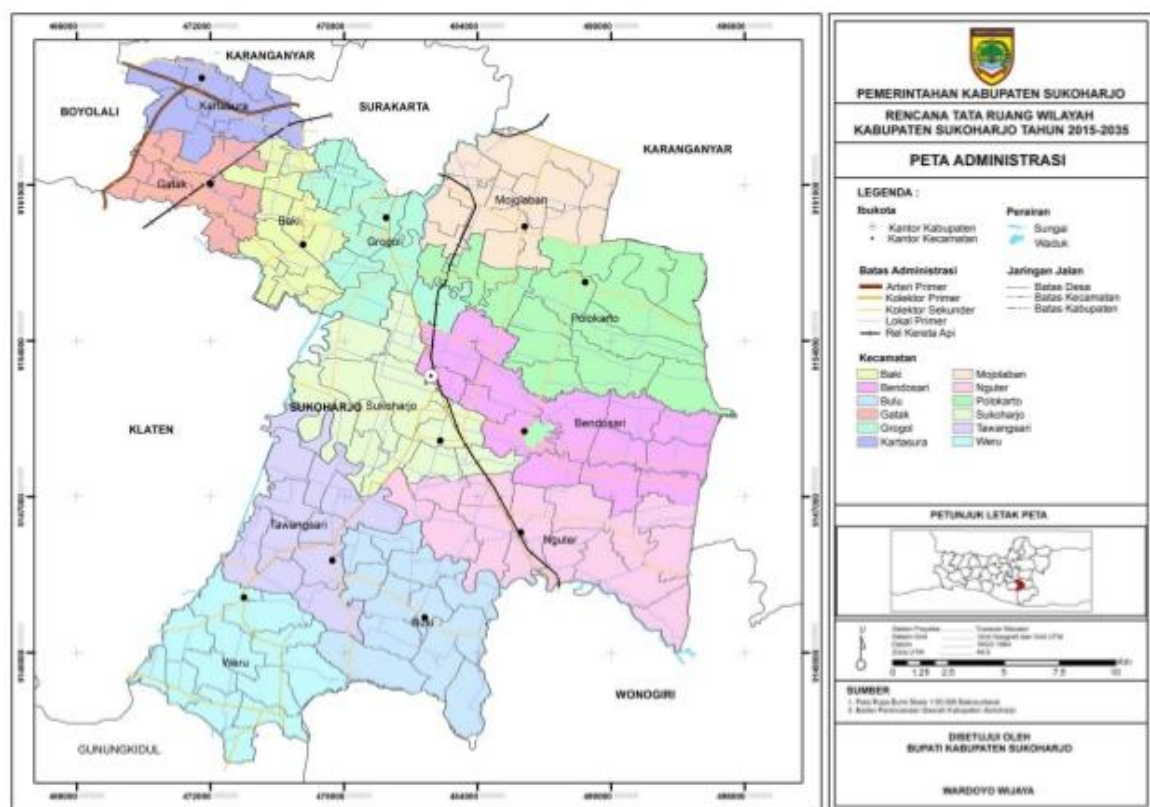 KARANGANYAR
BOYOLALI
Kartasura
SURAKARTA
KARANGANYAR
Gatak
Mojolaban
Baki
Grogol
Polokarto
KLATEN
SUKOHARJO
Sukoharjo
Bendosari
Tawangsari
Nguter
Bulu
Weru
WONOGIRI
GUNUNGKIDUL
PEMERINTAHAN KABUPATEN SUKOHARJO
RENCANA TATA RUANG WILAYAH
KABUPATEN SUKOHARJO TAHUN 2015-2035
PETA ADMINISTRASI
LEGENDA :
Ibukota
Kantor Kabupaten
Kantor Kecamatan
Perairan
Sungai
Waduk
Batas Administrasi
Arteri Primer
Kolektor Primer
Kolektor Sekunder
Lokal Primer
Rel Kereta Api
Jaringan Jalan
Batas Desa
Batas Kecamatan
Batas Kabupaten
Kecamatan
Baki
Bendosari
Bulu
Gatak
Grogol
Kartasura
Mojolaban
Nguter
Polokarto
Sukoharjo
Tawangsari
Weru
PETUNJUK LETAK PETA
U
0 1,25 2,5 5 7,5 10 Km
SUMBER
DISETUJUI OLEH
BUPATI KABUPATEN SUKOHARJO
WARDOYO WIJAYA